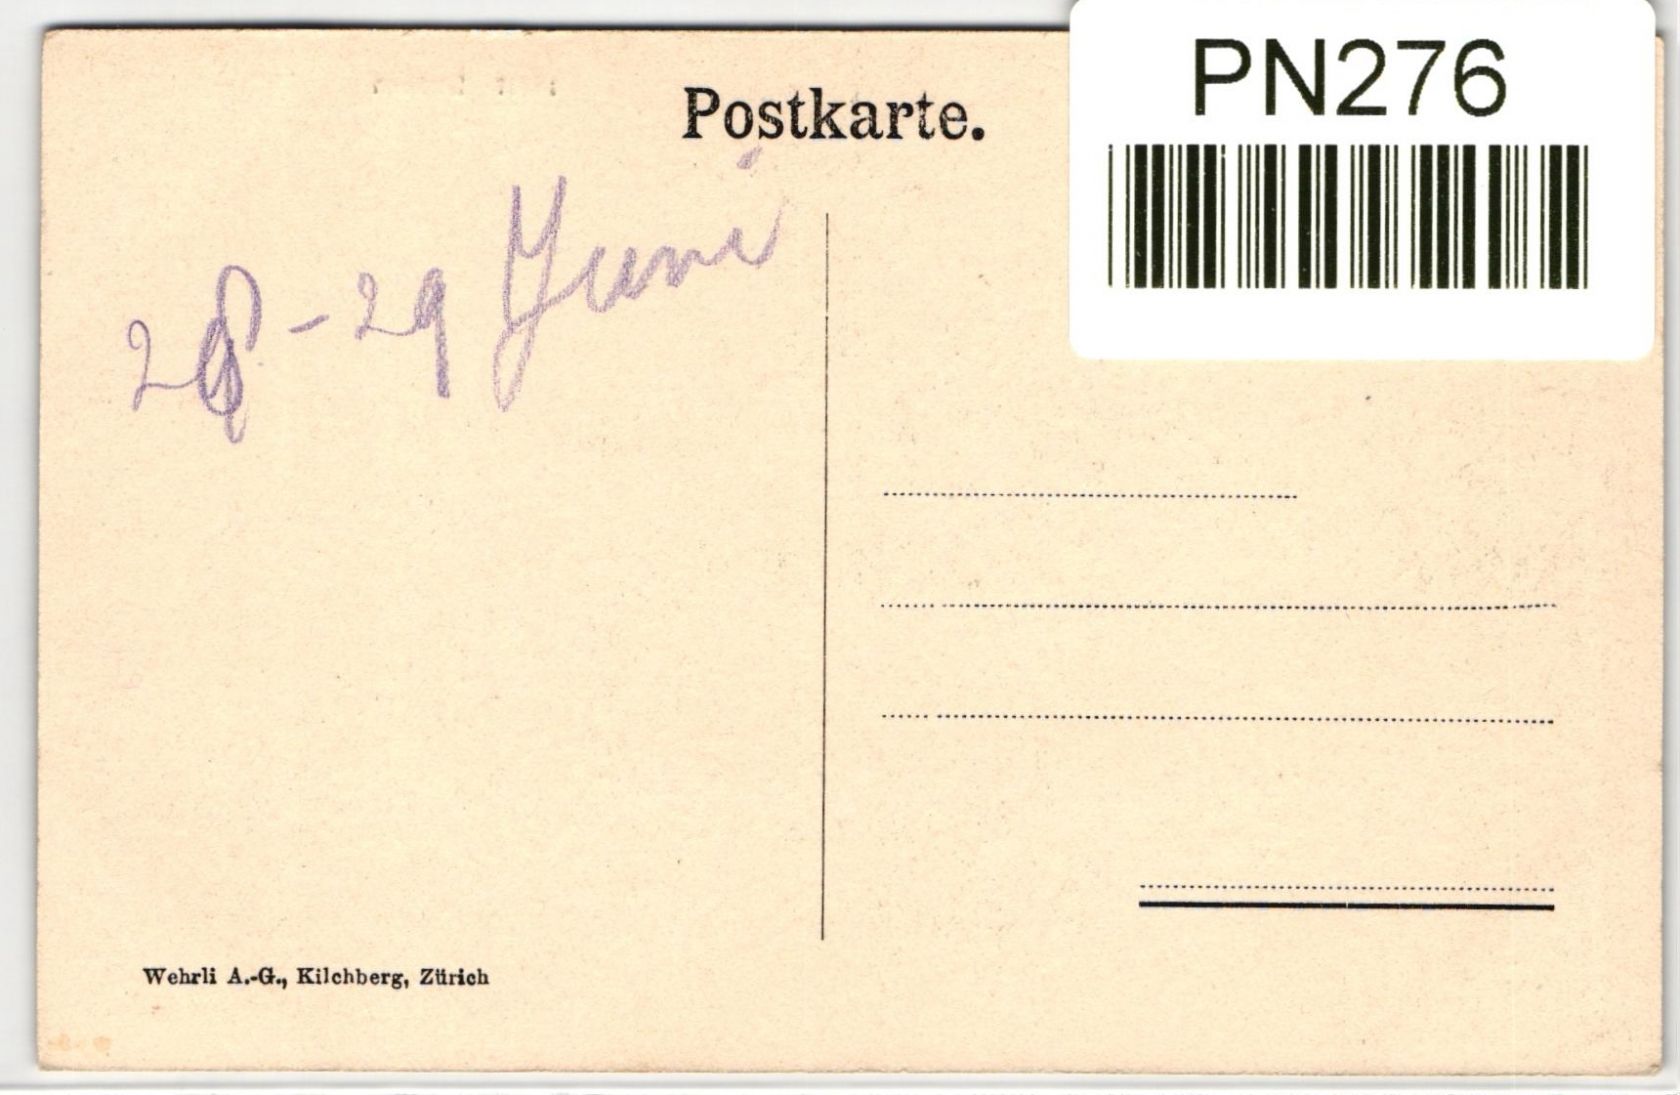 PN276
Postkarte.
28 - 29 Juni
Wehrli A.-G., Kilchberg, Zürich